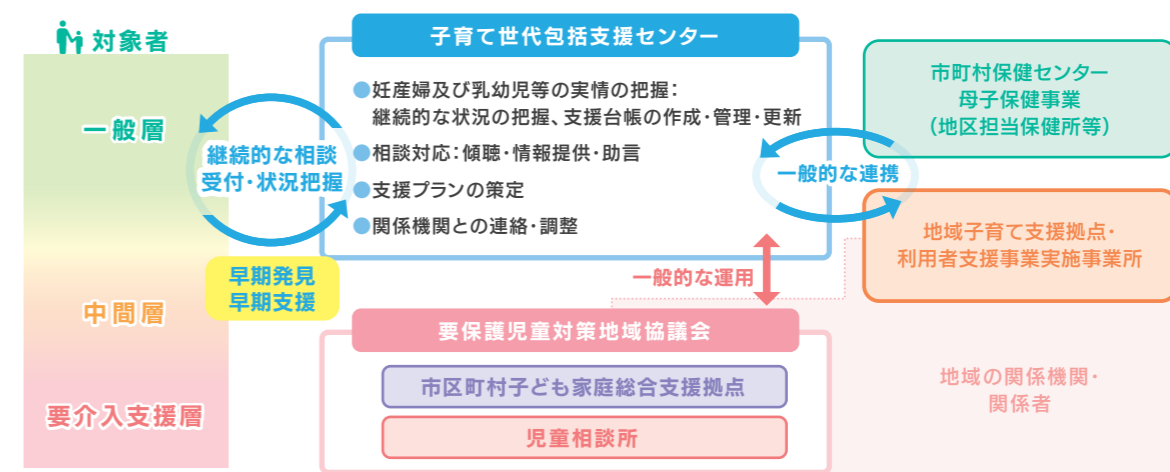 対象者
一般層
中間層
要介入支援層
継続的な相談
受付・状況把握
早期発見
早期支援
子育て世代包括支援センター
●妊産婦及び乳幼児等の実情の把握：
継続的な状況の把握、支援台帳の作成・管理・更新
●相談対応：傾聴・情報提供・助言
●支援プランの策定
●関係機関との連絡・調整
一般的な連携
一般的な運用
要保護児童対策地域協議会
市区町村子ども家庭総合支援拠点
児童相談所
市町村保健センター
母子保健事業
（地区担当保健所等）
地域子育て支援拠点・
利用者支援事業実施事業所
地域の関係機関・
関係者